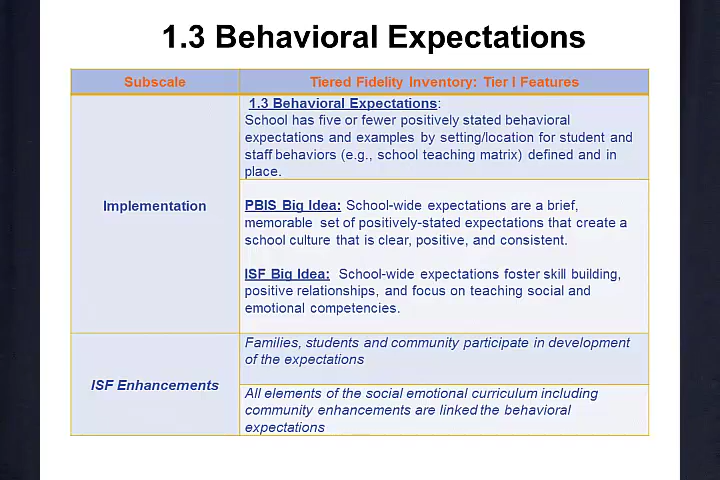 1.3 Behavioral Expectations
Subscale
Tiered Fidelity Inventory: Tier I Features
Implementation
1.3 Behavioral Expectations:
School has five or fewer positively stated behavioral
expectations and examples by setting/location for student and
staff behaviors (e.g., school teaching matrix) defined and in
place.
PBIS Big Idea: School-wide expectations are a brief,
memorable set of positively-stated expectations that create a
school culture that is clear, positive, and consistent.
ISF Big Idea: School-wide expectations foster skill building,
positive relationships, and focus on teaching social and
emotional competencies.
ISF Enhancements
Families, students and community participate in development
of the expectations
All elements of the social emotional curriculum including
community enhancements are linked the behavioral
expectations